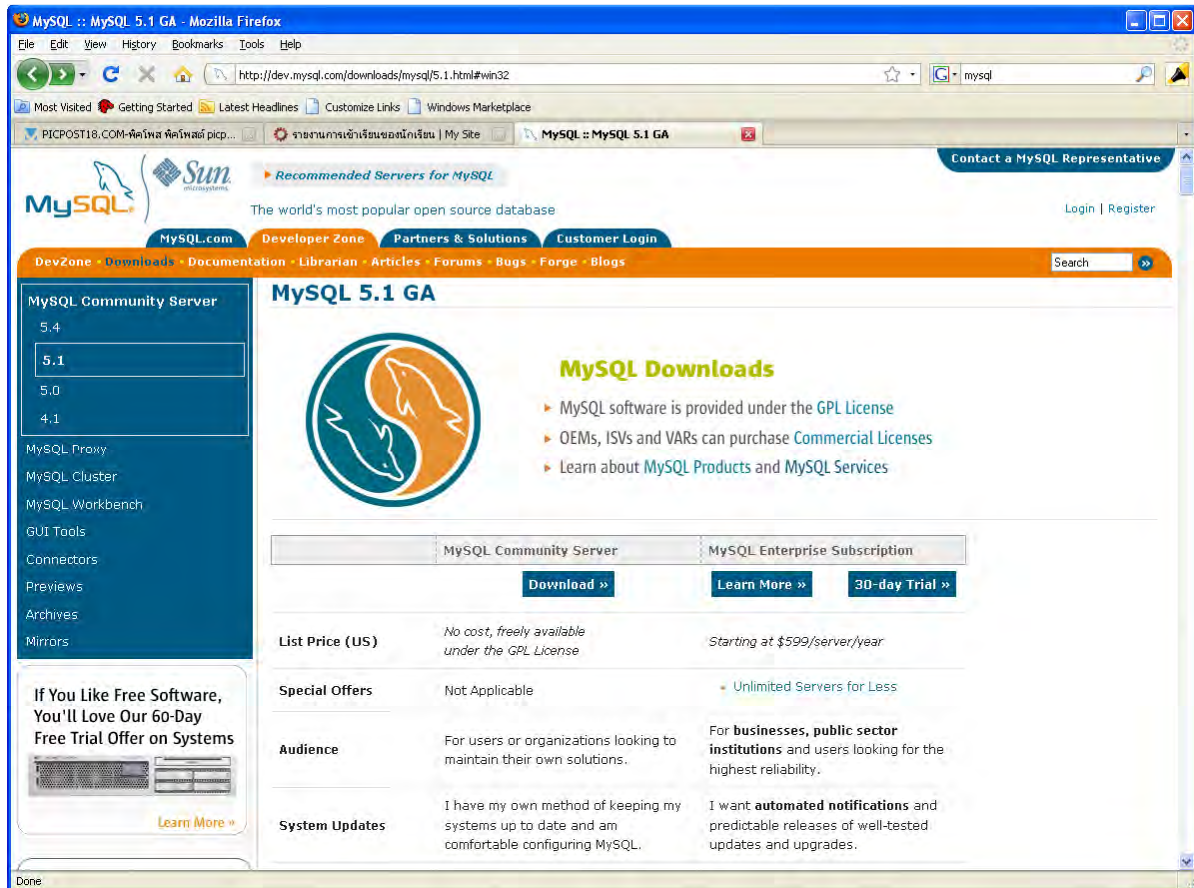 MySQL :: MySQL 5.1 GA - Mozilla Firefox
File Edit View History Bookmarks Tools Help
http://dev.mysql.com/downloads/mysql/5.1.html#win32
G mysql
Most Visited Getting Started Latest Headlines Customize Links Windows Marketplace
PICPOST18.COM-พิคโพส พิคโพสต์ picp... รายงานการเข้าเรียนของนักเรียน | My Site MySQL :: MySQL 5.1 GA
Contact a MySQL Representative
MySQL
Sun microsystems
Recommended Servers for MySQL
The world's most popular open source database
Login | Register
MySQL.com Developer Zone Partners & Solutions Customer Login
DevZone Downloads Documentation Librarian Articles Forums Bugs Forge Blogs
Search
MySQL Community Server
5.4
5.1
5.0
4.1
MySQL Proxy
MySQL Cluster
MySQL Workbench
GUI Tools
Connectors
Previews
Archives
Mirrors
If You Like Free Software,
You'll Love Our 60-Day
Free Trial Offer on Systems
Learn More »
MySQL 5.1 GA
MySQL Downloads
MySQL software is provided under the GPL License
OEMs, ISVs and VARs can purchase Commercial Licenses
Learn about MySQL Products and MySQL Services
MySQL Community Server MySQL Enterprise Subscription
Download » Learn More » 30-day Trial »
List Price (US)
No cost, freely available
under the GPL License
Starting at $599/server/year
Special Offers Not Applicable Unlimited Servers for Less
Audience
For users or organizations looking to
maintain their own solutions.
For businesses, public sector
institutions and users looking for the
highest reliability.
System Updates
I have my own method of keeping my
systems up to date and am
comfortable configuring MySQL.
I want automated notifications and
predictable releases of well-tested
updates and upgrades.
Done